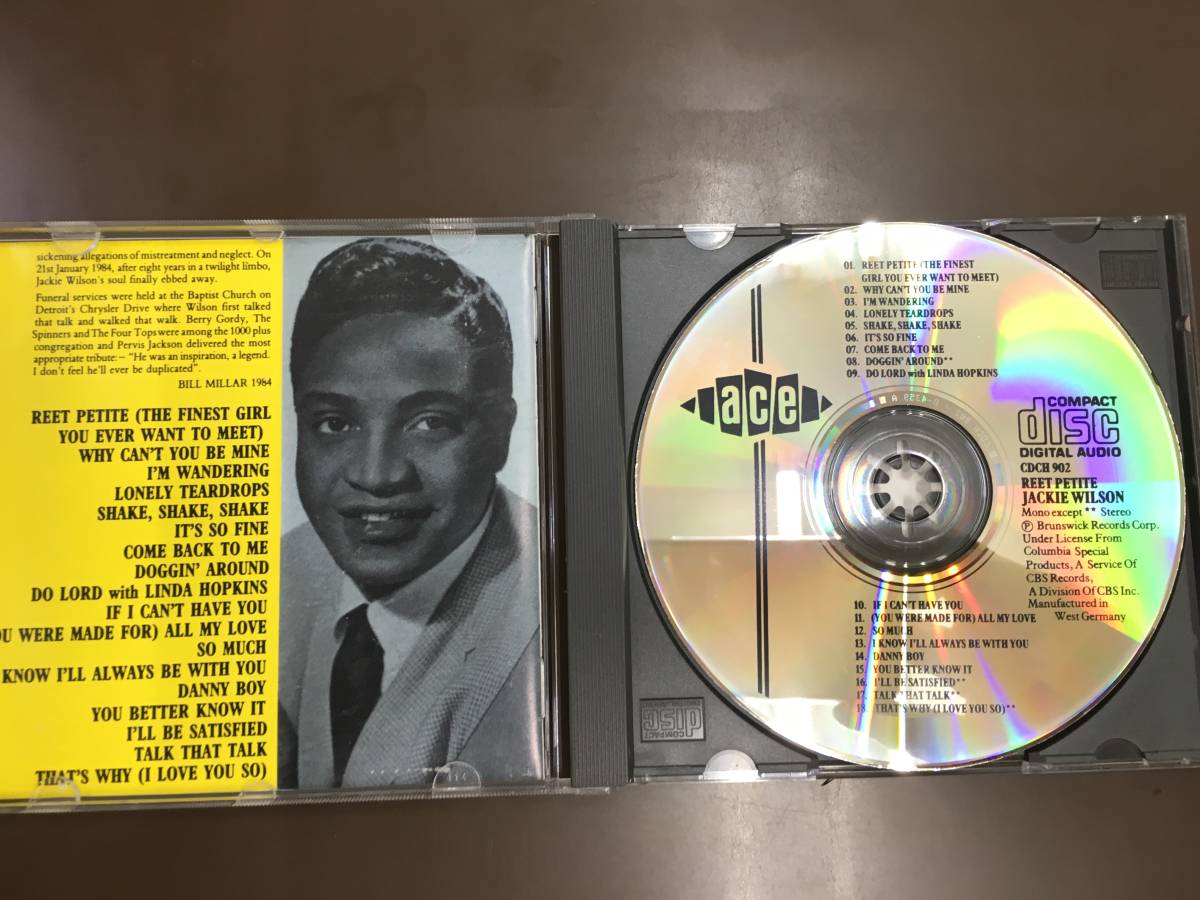 sickening allegations of mistreatment and neglect. On
21st January 1984, after eight years in a twilight limbo,
Jackie Wilson's soul finally ebbed away.
Funeral services were held at the Baptist Church on
Detroit's Chrysler Drive where Wilson first talked
that talk and walked that walk. Berry Gordy, The
Spinners and The Four Tops were among the 1000 plus
congregation and Pervis Jackson delivered the most
appropriate tribute:– "He was an inspiration, a legend.
I don't feel he'll ever be duplicated".
BILL MILLAR 1984
REET PETITE (THE FINEST GIRL
YOU EVER WANT TO MEET)
WHY CAN'T YOU BE MINE
I'M WANDERING
LONELY TEARDROPS
SHAKE, SHAKE, SHAKE
IT'S SO FINE
COME BACK TO ME
DOGGIN' AROUND
DO LORD with LINDA HOPKINS
IF I CAN'T HAVE YOU
OU WERE MADE FOR) ALL MY LOVE
SO MUCH
KNOW I'LL ALWAYS BE WITH YOU
DANNY BOY
YOU BETTER KNOW IT
I'LL BE SATISFIED
TALK THAT TALK
THAT'S WHY (I LOVE YOU SO)
01. REET PETITE (THE FINEST
GIRL YOU EVER WANT TO MEET)
02. WHY CAN'T YOU BE MINE
03. I'M WANDERING
04. LONELY TEARDROPS
05. SHAKE, SHAKE, SHAKE
06. IT'S SO FINE
07. COME BACK TO ME
08. DOGGIN' AROUND**
09. DO LORD with LINDA HOPKINS
ace
COMPACT
disc
DIGITAL AUDIO
CDCH 902
REET PETITE
JACKIE WILSON
Mono except ** Stereo
℗ Brunswick Records Corp.
Under License From
Columbia Special
Products, A Service Of
CBS Records,
A Division Of CBS Inc.
Manufactured in
West Germany
10. IF I CAN'T HAVE YOU
11. (YOU WERE MADE FOR) ALL MY LOVE
12. SO MUCH
13. I KNOW I'LL ALWAYS BE WITH YOU
14. DANNY BOY
15. YOU BETTER KNOW IT
16. I'LL BE SATISFIED**
17. TALK THAT TALK**
18. THAT'S WHY (I LOVE YOU SO)**
COMPACT
disc